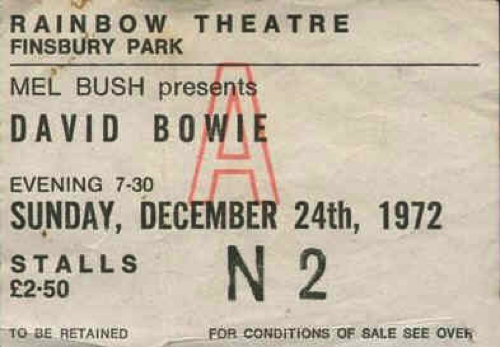 RAINBOW THEATRE
FINSBURY PARK
MEL BUSH presents
A
DAVID BOWIE
EVENING 7-30
SUNDAY, DECEMBER 24th, 1972
STALLS
£2·50
N 2
TO BE RETAINED FOR CONDITIONS OF SALE SEE OVER